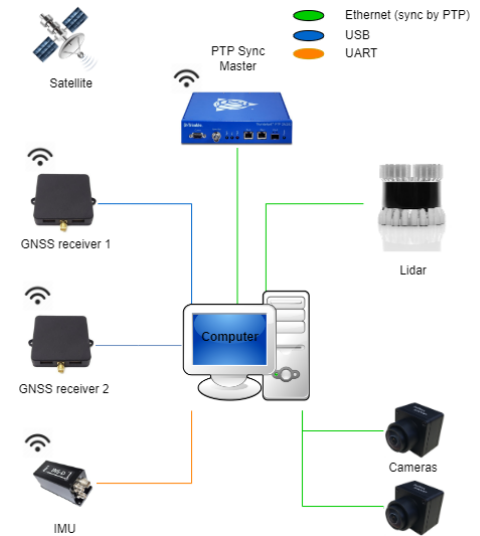 Ethernet (sync by PTP)
USB
UART
PTP Sync
Master
Satellite
Trimble
GNSS receiver 1
Lidar
Computer
GNSS receiver 2
Cameras
IMU